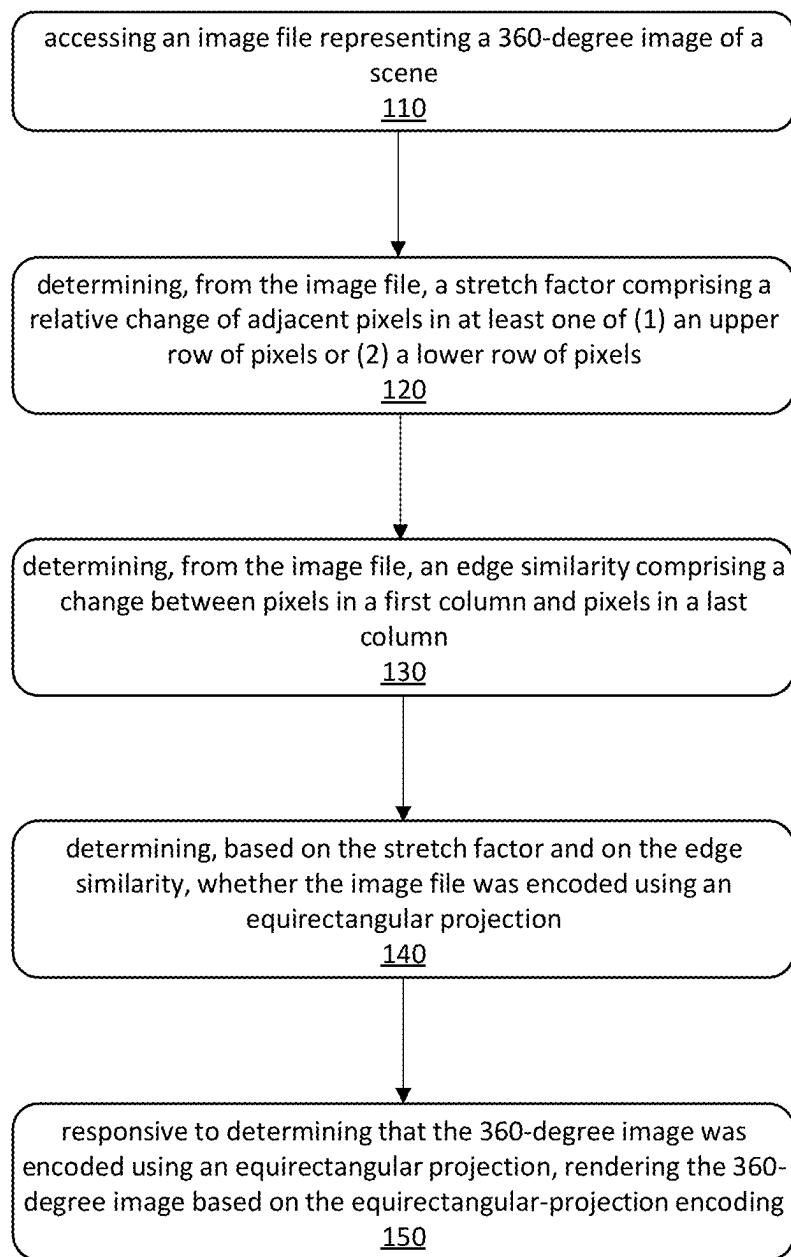 accessing an image file representing a 360-degree image of a
scene
110
determining, from the image file, a stretch factor comprising a
relative change of adjacent pixels in at least one of (1) an upper
row of pixels or (2) a lower row of pixels
120
determining, from the image file, an edge similarity comprising a
change between pixels in a first column and pixels in a last
column
130
determining, based on the stretch factor and on the edge
similarity, whether the image file was encoded using an
equirectangular projection
140
responsive to determining that the 360-degree image was
encoded using an equirectangular projection, rendering the 360-
degree image based on the equirectangular-projection encoding
150